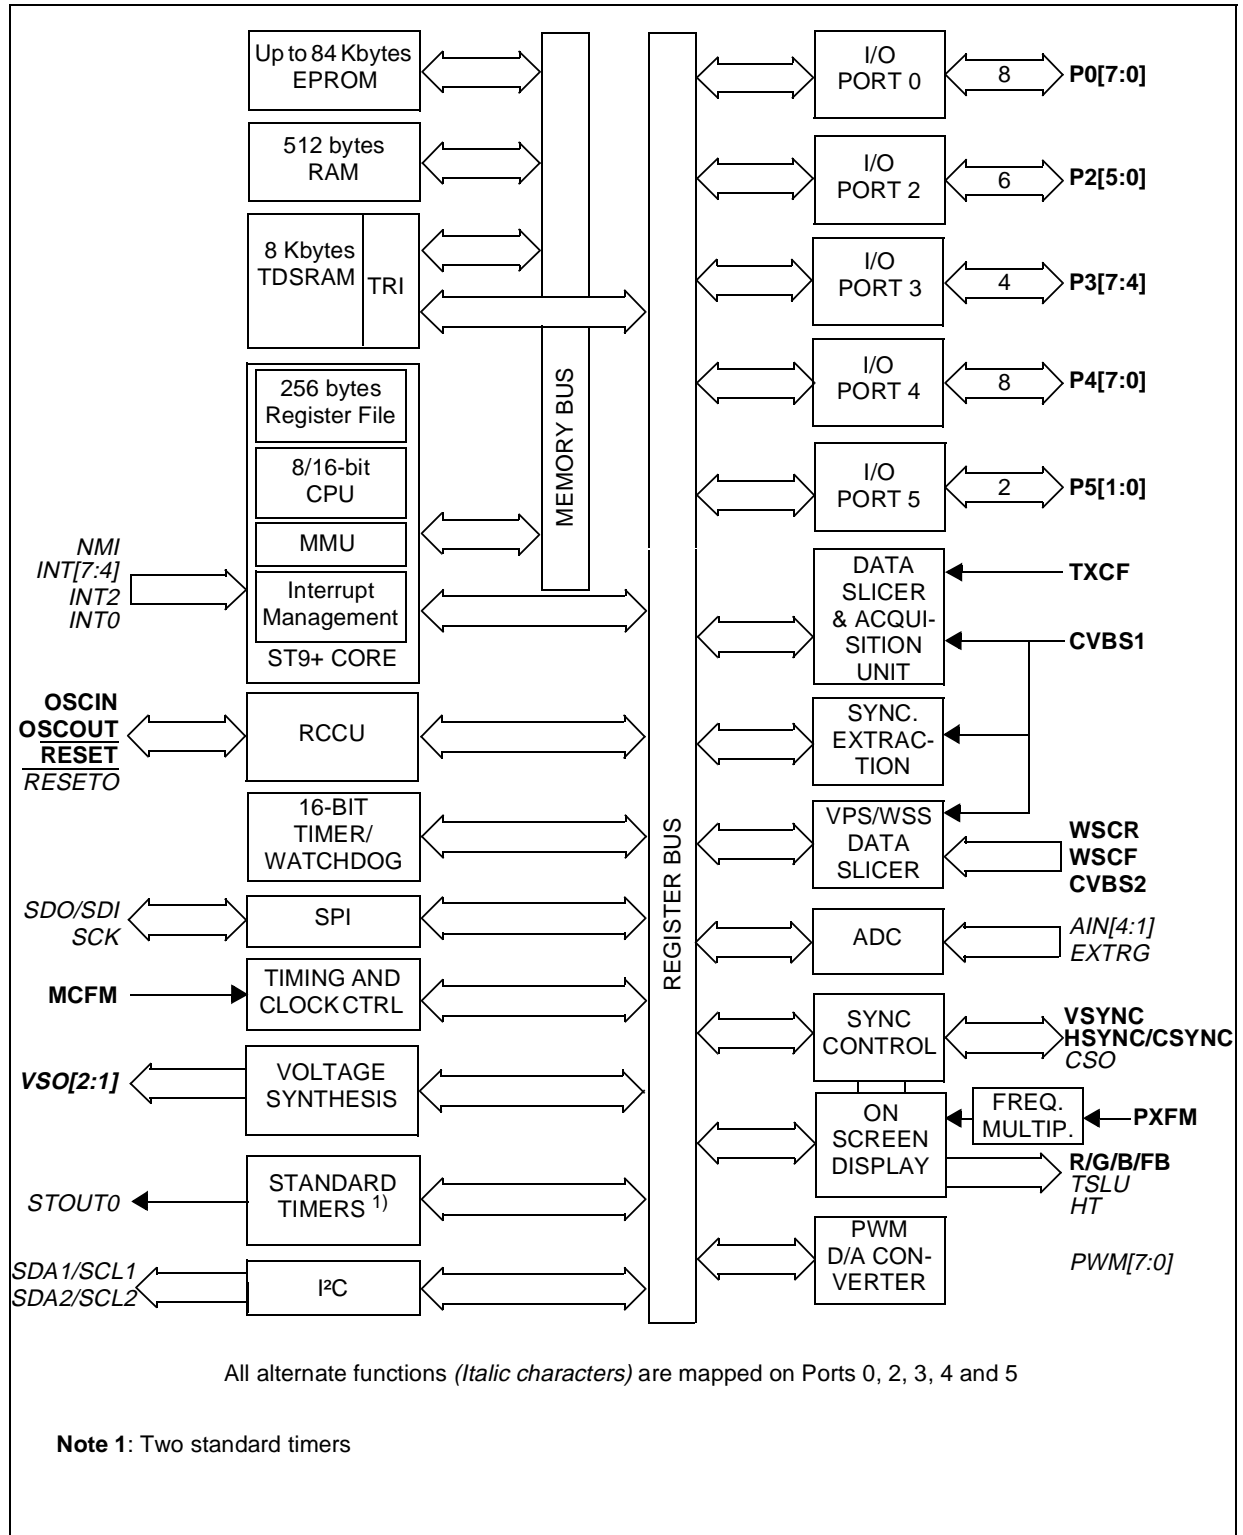 Up to 84 Kbytes
EPROM
512 bytes
RAM
8 Kbytes
TDSRAM
TRI
256 bytes
Register File
8/16-bit
CPU
MMU
Interrupt
Management
ST9+ CORE
NMI
INT[7:4]
INT2
INT0
OSCIN
OSCOUT
RESET
RESETO
RCCU
16-BIT
TIMER/
WATCHDOG
SDO/SDI
SCK
SPI
MCFM
TIMING AND
CLOCK CTRL
VSO[2:1]
VOLTAGE
SYNTHESIS
STOUT0
STANDARD
TIMERS 1)
SDA1/SCL1
SDA2/SCL2
I²C
MEMORY BUS
REGISTER BUS
I/O
PORT 0
8
P0[7:0]
I/O
PORT 2
6
P2[5:0]
I/O
PORT 3
4
P3[7:4]
I/O
PORT 4
8
P4[7:0]
I/O
PORT 5
2
P5[1:0]
DATA
SLICER
& ACQUI-
SITION
UNIT
TXCF
CVBS1
SYNC.
EXTRAC-
TION
VPS/WSS
DATA
SLICER
WSCR
WSCF
CVBS2
ADC
AIN[4:1]
EXTRG
SYNC
CONTROL
VSYNC
HSYNC/CSYNC
CSO
ON
SCREEN
DISPLAY
FREQ.
MULTIP.
PXFM
R/G/B/FB
TSLU
HT
PWM
D/A CON-
VERTER
PWM[7:0]
All alternate functions (Italic characters) are mapped on Ports 0, 2, 3, 4 and 5
Note 1: Two standard timers